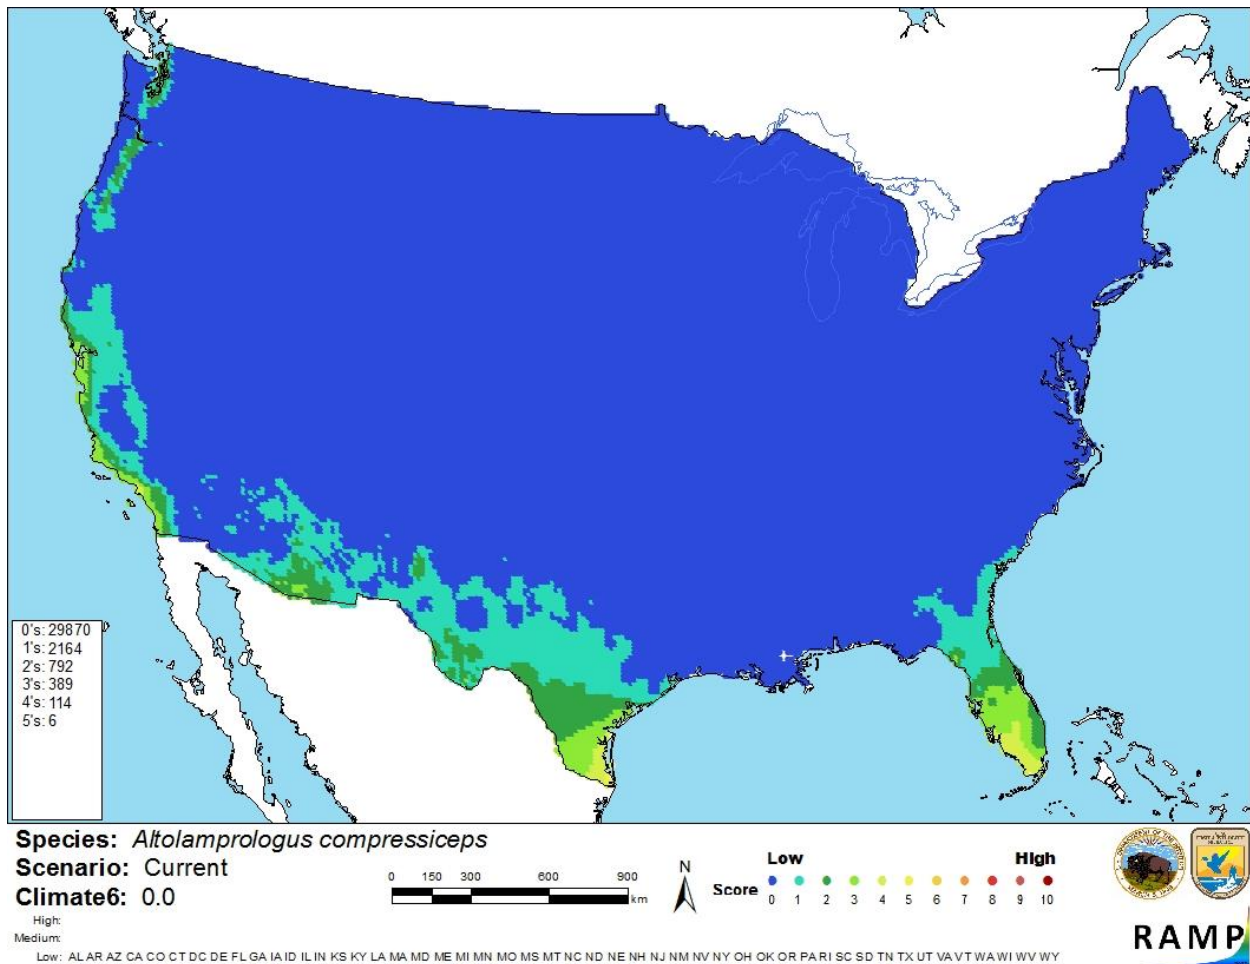 0's: 29870
1's: 2164
2's: 792
3's: 389
4's: 114
5's: 6
Species: Altolamprologus compressiceps
Scenario: Current
Climate6: 0.0
High:
Medium:
Low: AL AR AZ CA CO CT DC DE FL GA IA ID IL IN KS KY LA MA MD ME MI MN MO MS MT NC ND NE NH NJ NM NV NY OH OK OR PA RI SC SD TN TX UT VA VT WA WI WV WY
0 150 300 600 900
km
N
Low High
Score
0 1 2 3 4 5 6 7 8 9 10
RAMP